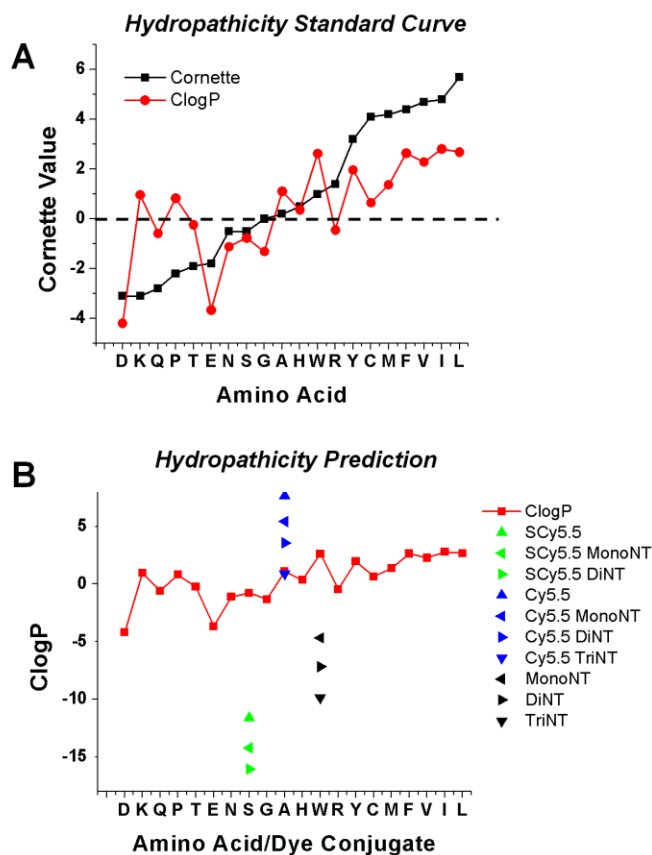 Hydropathicity Standard Curve
A
Cornette
ClogP
Cornette Value
6
4
2
0
-2
-4
D K Q P T E N S G A H W R Y C M F V I L
Amino Acid
Hydropathicity Prediction
B
ClogP
5
0
-5
-10
-15
D K Q P T E N S G A H W R Y C M F V I L
Amino Acid/Dye Conjugate
ClogP
SCy5.5
SCy5.5 MonoNT
SCy5.5 DiNT
Cy5.5
Cy5.5 MonoNT
Cy5.5 DiNT
Cy5.5 TriNT
MonoNT
DiNT
TriNT